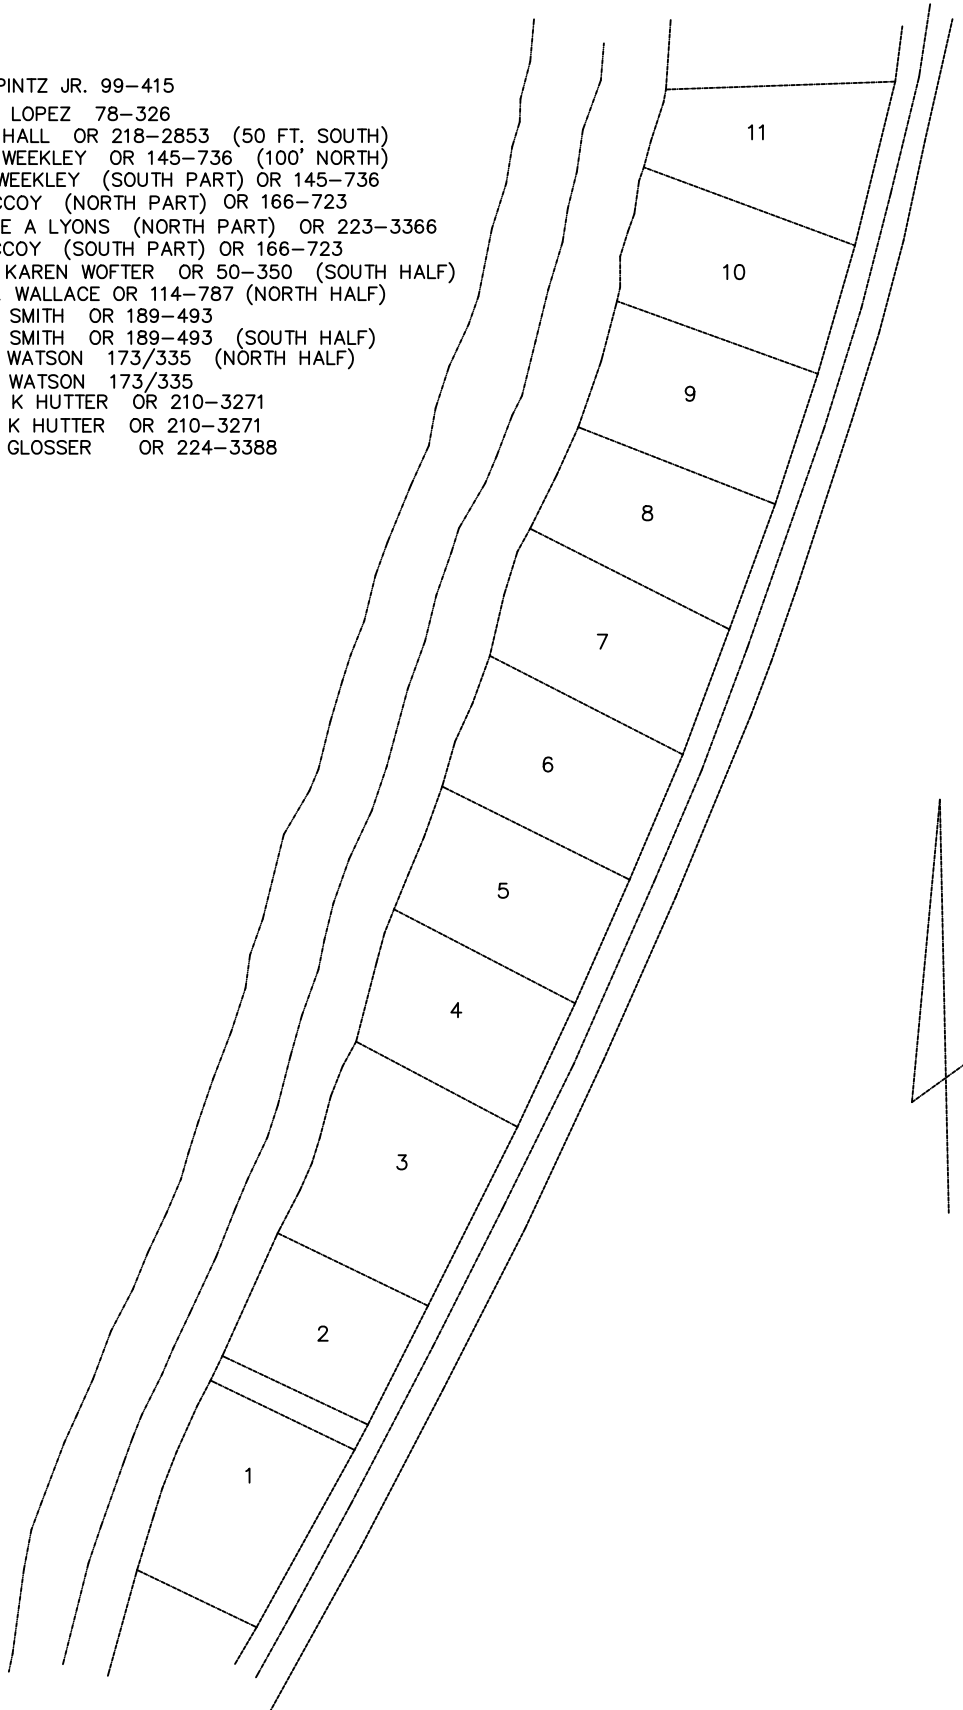 PINTZ JR. 99-415
LOPEZ 78-326
HALL OR 218-2853 (50 FT. SOUTH)
WEEKLEY OR 145-736 (100' NORTH)
WEEKLEY (SOUTH PART) OR 145-736
CCOY (NORTH PART) OR 166-723
E A LYONS (NORTH PART) OR 223-3366
CCOY (SOUTH PART) OR 166-723
KAREN WOFTER OR 50-350 (SOUTH HALF)
WALLACE OR 114-787 (NORTH HALF)
SMITH OR 189-493
SMITH OR 189-493 (SOUTH HALF)
WATSON 173/335 (NORTH HALF)
WATSON 173/335
K HUTTER OR 210-3271
K HUTTER OR 210-3271
GLOSSER OR 224-3388
11
10
9
8
7
6
5
4
3
2
1